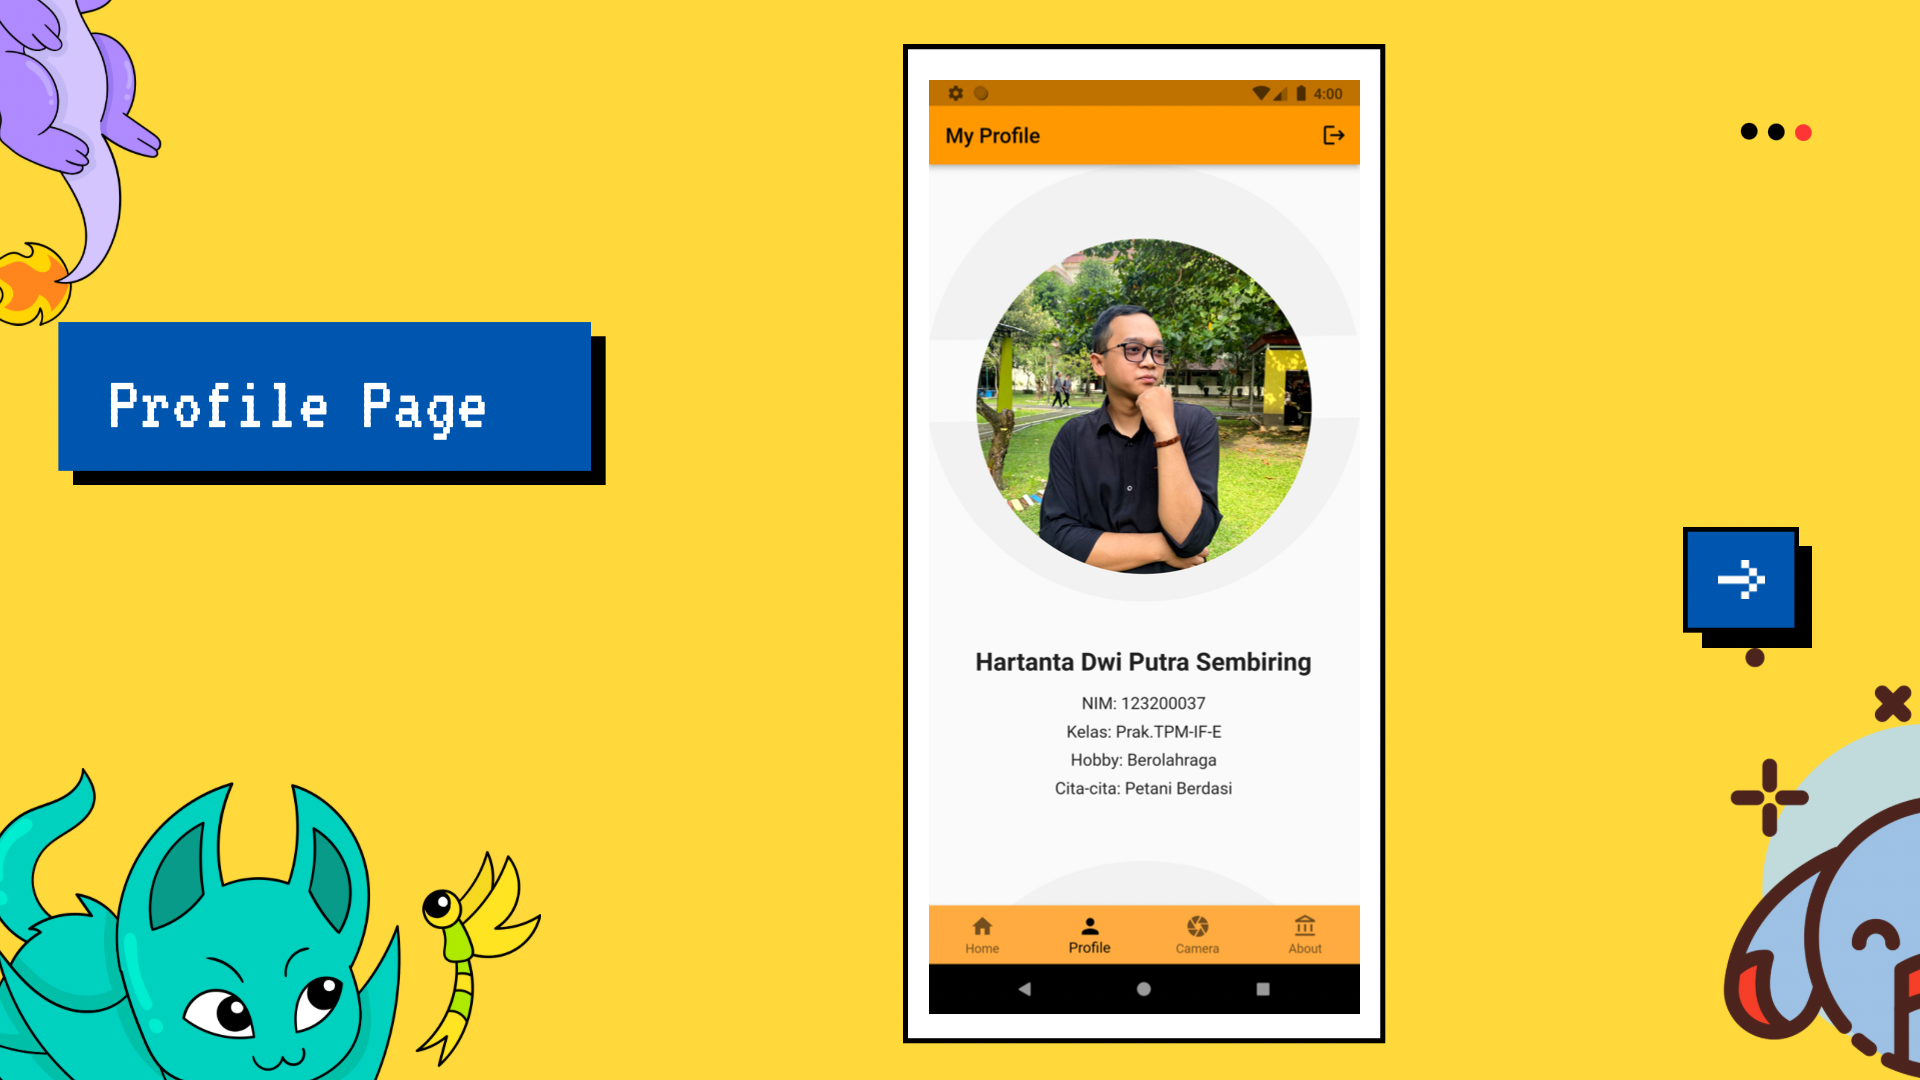 Profile Page
4:00
My Profile
Hartanta Dwi Putra Sembiring
NIM: 123200037
Kelas: Prak.TPM-IF-E
Hobby: Berolahraga
Cita-cita: Petani Berdasi
Home Profile Camera About